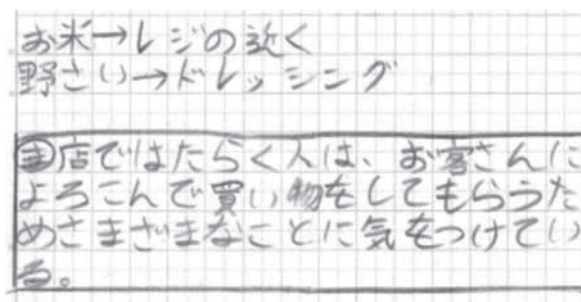 お米→レジの近く
野さい→ドレッシング
ま店ではたらく人は、お客さんに
よろこんで買い物をしてもらうた
めさまざまなことに気をつけてい
る。